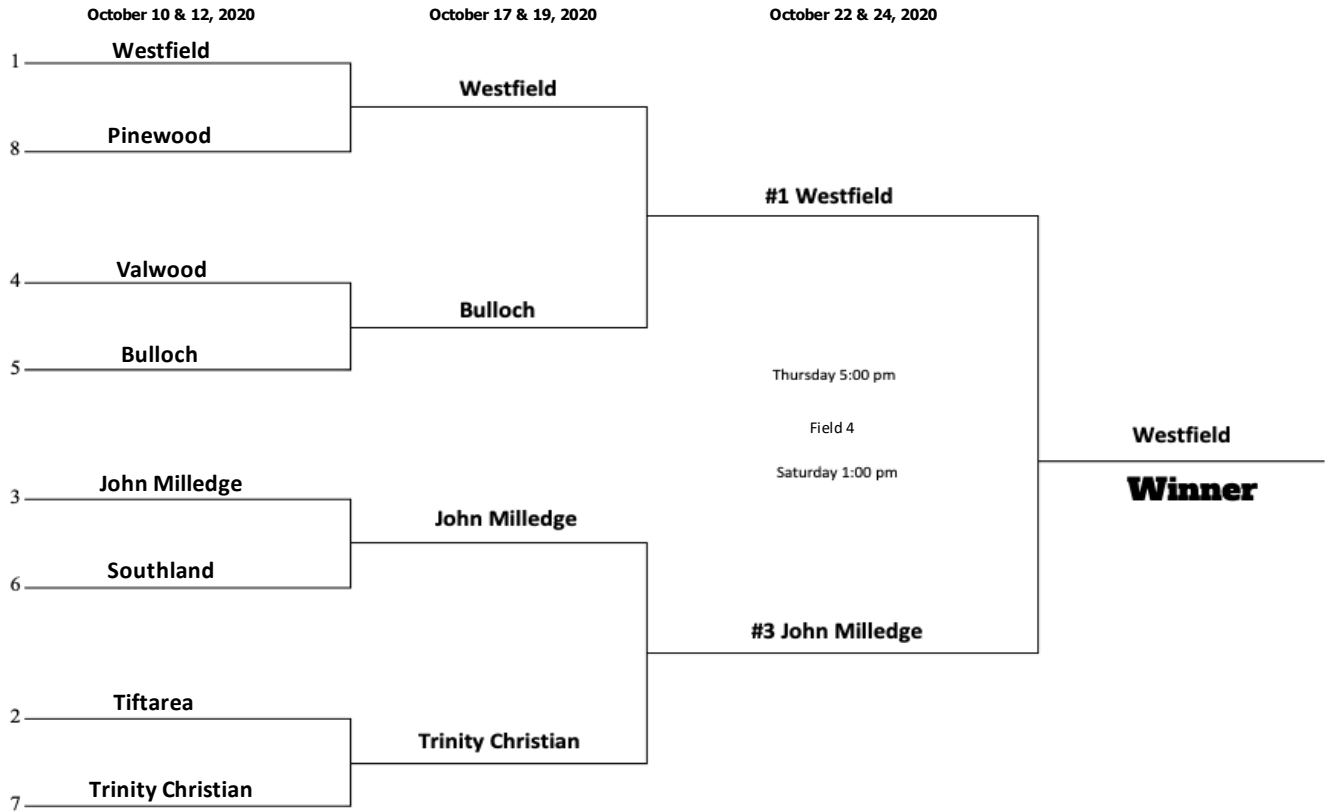 October 10 & 12, 2020
October 17 & 19, 2020
October 22 & 24, 2020
1
Westfield
8
Pinewood
4
Valwood
5
Bulloch
3
John Milledge
6
Southland
2
Tiftarea
7
Trinity Christian
Westfield
Bulloch
John Milledge
Trinity Christian
#1 Westfield
Thursday 5:00 pm
Field 4
Saturday 1:00 pm
#3 John Milledge
Westfield
Winner